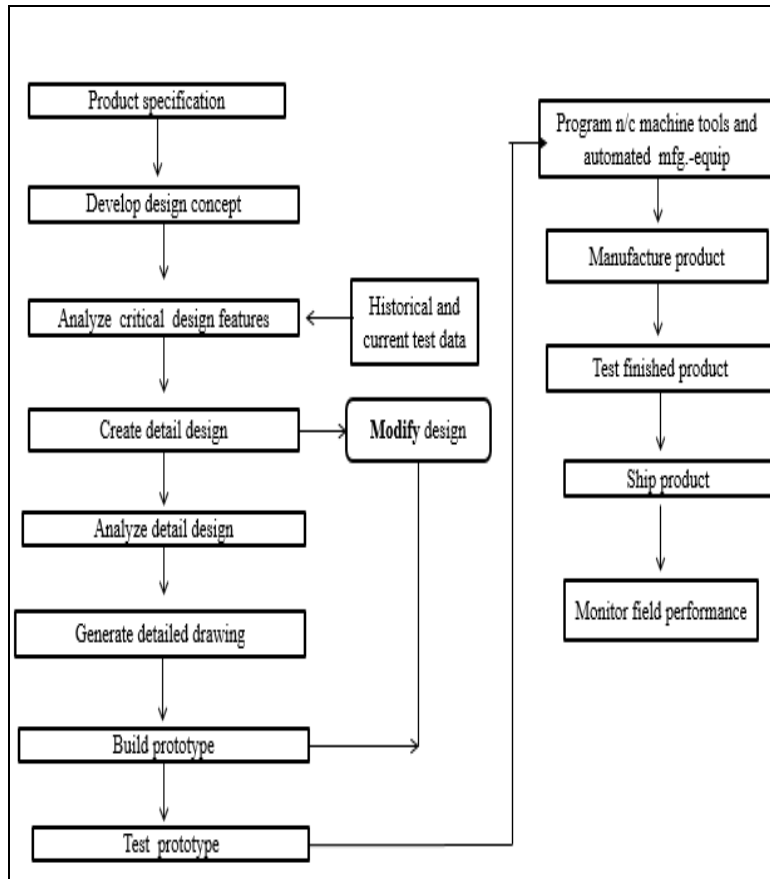 Product specification
Develop design concept
Analyze critical design features
Historical and
current test data
Create detail design
Modify design
Analyze detail design
Generate detailed drawing
Build prototype
Test prototype
Program n/c machine tools and
automated mfg.-equip
Manufacture product
Test finished product
Ship product
Monitor field performance